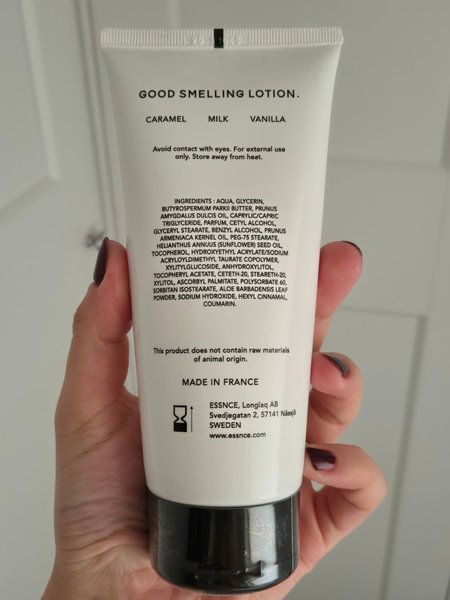 GOOD SMELLING LOTION.
CARAMEL MILK VANILLA
Avoid contact with eyes. For external use
only. Store away from heat.
INGREDIENTS : AQUA, GLYCERIN,
BUTYROSPERMUM PARKII BUTTER, PRUNUS
AMYGDALUS DULCIS OIL, CAPRYLIC/CAPRIC
TRIGLYCERIDE, PARFUM, CETYL ALCOHOL,
GLYCERYL STEARATE, BENZYL ALCOHOL, PRUNUS
ARMENIACA KERNEL OIL, PEG-75 STEARATE,
HELIANTHUS ANNUUS (SUNFLOWER) SEED OIL,
TOCOPHEROL, HYDROXYETHYL ACRYLATE/SODIUM
ACRYLOYLDIMETHYL TAURATE COPOLYMER,
XYLITYLGLUCOSIDE, ANHYDROXYLITOL,
TOCOPHERYL ACETATE, CETETH-20, STEARETH-20,
XYLITOL, ASCORBYL PALMITATE, POLYSORBATE 60,
SORBITAN ISOSTEARATE, ALOE BARBADENSIS LEAF
POWDER, SODIUM HYDROXIDE, HEXYL CINNAMAL,
COUMARIN.
This product does not contain raw materials
of animal origin.
MADE IN FRANCE
ESSNCE, Longlaq AB
Svedjegatan 2, 57141 Nässjö
SWEDEN
www.essnce.com